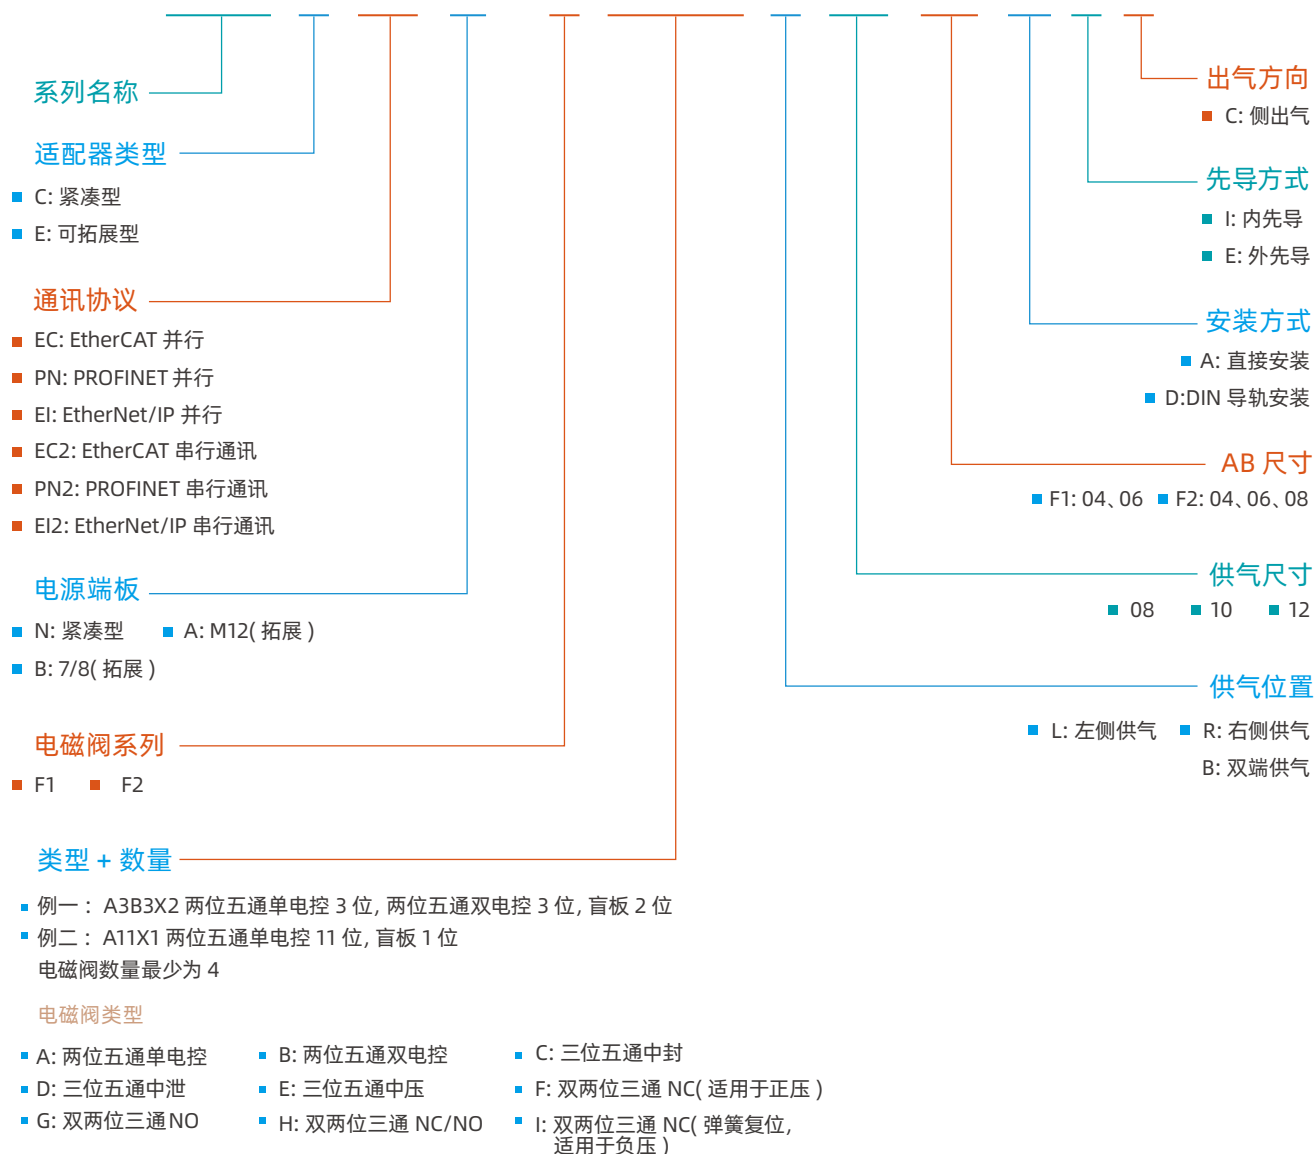 系列名称
适配器类型
C: 紧凑型
E: 可拓展型
通讯协议
EC: EtherCAT 并行
PN: PROFINET 并行
EI: EtherNet/IP 并行
EC2: EtherCAT 串行通讯
PN2: PROFINET 串行通讯
EI2: EtherNet/IP 串行通讯
电源端板
N: 紧凑型 A: M12( 拓展 )
B: 7/8( 拓展 )
电磁阀系列
F1 F2
类型 + 数量
例一： A3B3X2 两位五通单电控 3 位, 两位五通双电控 3 位, 盲板 2 位
例二： A11X1 两位五通单电控 11 位, 盲板 1 位
电磁阀数量最少为 4
电磁阀类型
A: 两位五通单电控 B: 两位五通双电控 C: 三位五通中封
D: 三位五通中泄 E: 三位五通中压 F: 双两位三通 NC( 适用于正压 )
G: 双两位三通NO H: 双两位三通 NC/NO I: 双两位三通 NC( 弹簧复位,
适用于负压 )
出气方向
C: 侧出气
先导方式
I: 内先导
E: 外先导
安装方式
A: 直接安装
D:DIN 导轨安装
AB 尺寸
F1: 04、06 F2: 04、06、08
供气尺寸
08 10 12
供气位置
L: 左侧供气 R: 右侧供气
B: 双端供气